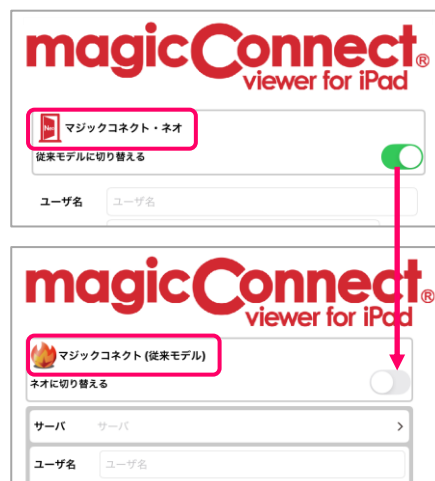 magicConnect®
viewer for iPad
Neo マジックコネクト・ネオ
従来モデルに切り替える
ユーザ名 ユーザ名
magicConnect®
viewer for iPad
マジックコネクト (従来モデル)
ネオに切り替える
サーバ サーバ >
ユーザ名 ユーザ名